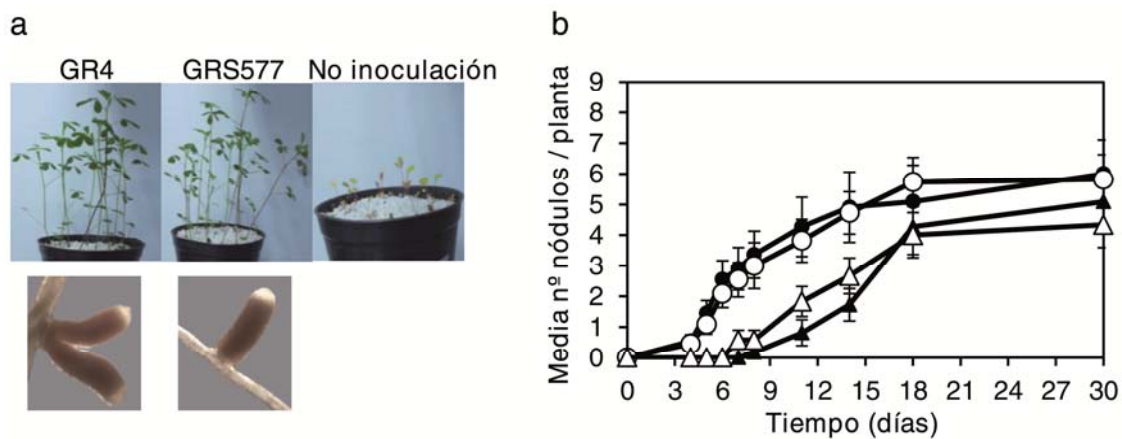 a
GR4 GRS577 No inoculación
b
Media nº nódulos / planta
9
8
7
6
5
4
3
2
1
0
0 3 6 9 12 15 18 21 24 27 30
Tiempo (días)